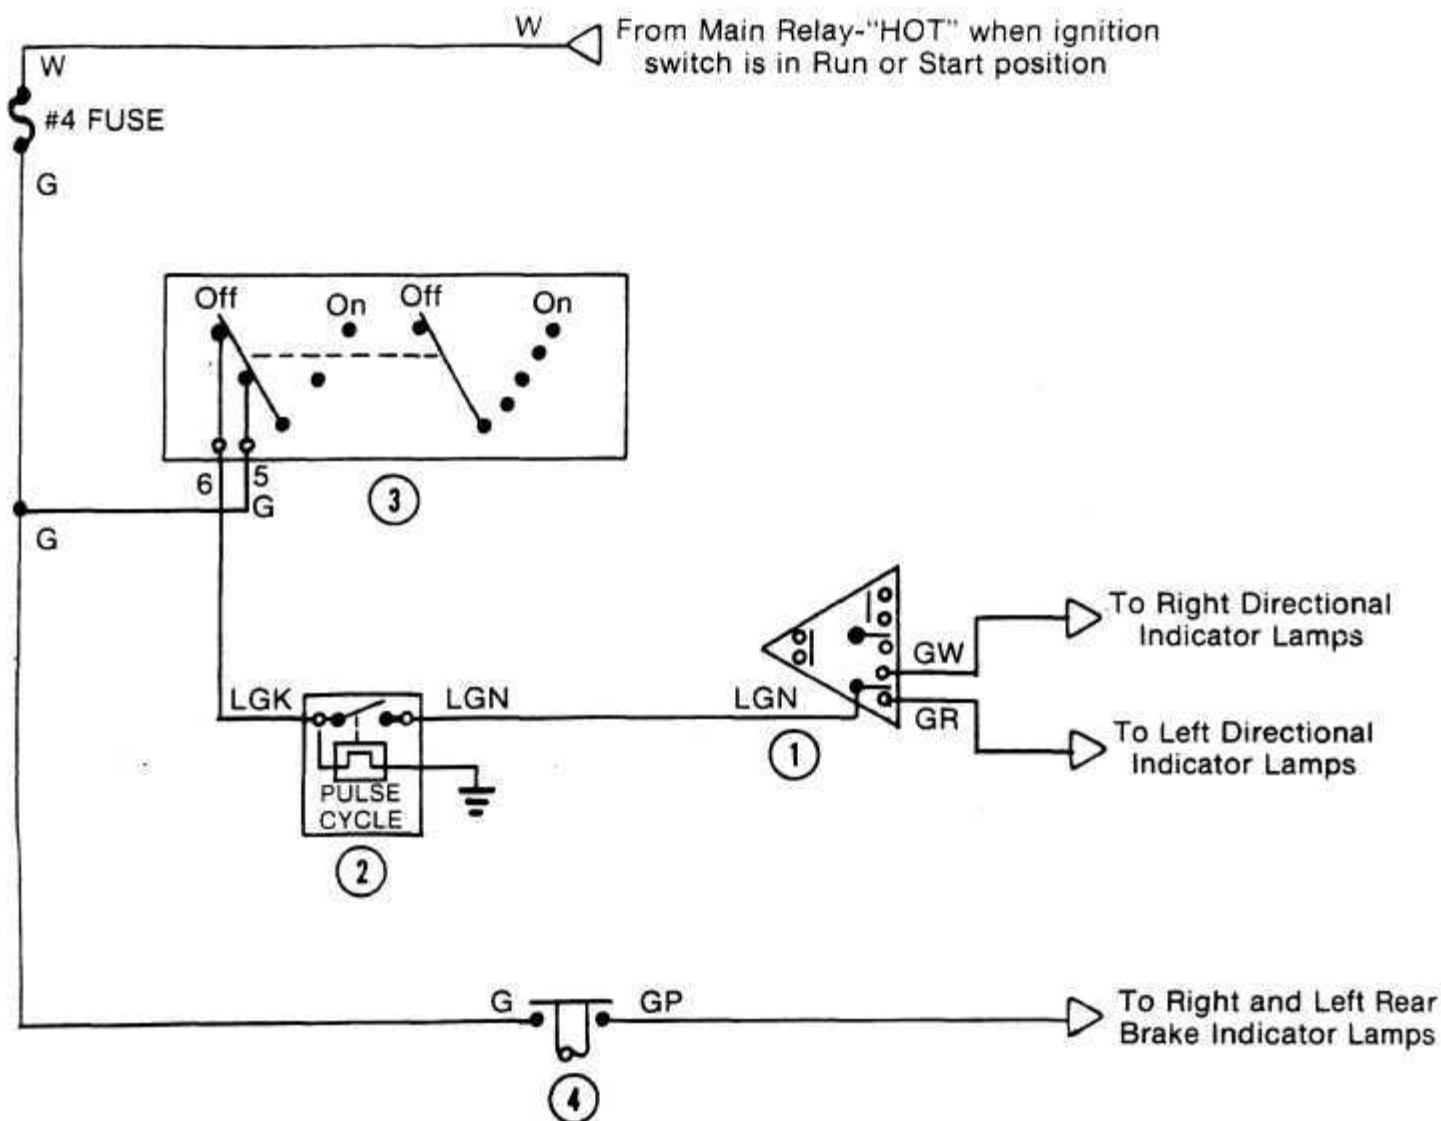 W
From Main Relay-"HOT" when ignition
switch is in Run or Start position
W
#4 FUSE
G
Off
On
Off
On
6
5
G
3
G
To Right Directional
Indicator Lamps
GW
LGK
LGN
LGN
GR
1
To Left Directional
Indicator Lamps
PULSE
CYCLE
2
G
GP
To Right and Left Rear
Brake Indicator Lamps
4